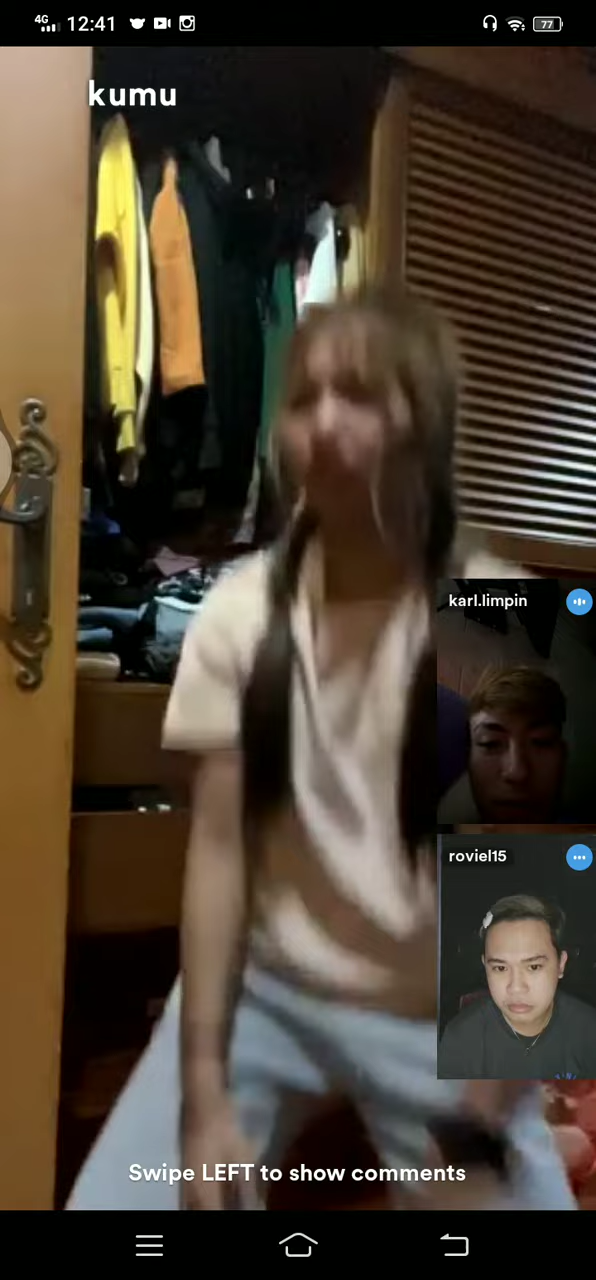 4G 12:41 77
kumu
karl.limpin
roviel15
Swipe LEFT to show comments